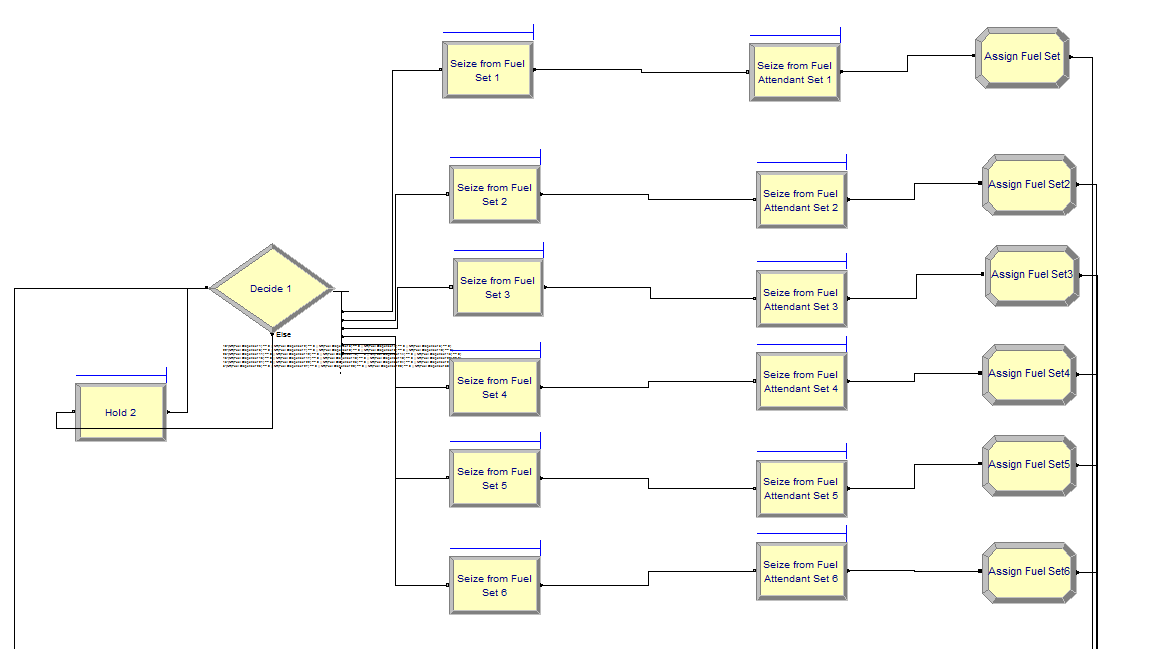 Seize from Fuel
Set 1
Seize from Fuel
Attendant Set 1
Assign Fuel Set
Seize from Fuel
Set 2
Seize from Fuel
Attendant Set 2
Assign Fuel Set2
Decide 1
Seize from Fuel
Set 3
Seize from Fuel
Attendant Set 3
Assign Fuel Set3
Else
Hold 2
Seize from Fuel
Set 4
Seize from Fuel
Attendant Set 4
Assign Fuel Set4
Seize from Fuel
Set 5
Seize from Fuel
Attendant Set 5
Assign Fuel Set5
Seize from Fuel
Set 6
Seize from Fuel
Attendant Set 6
Assign Fuel Set6